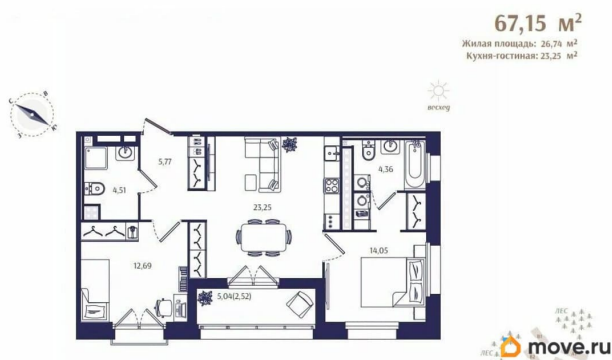 67,15 м²
Жилая площадь: 26,74 м²
Кухня-гостиная: 23,25 м²
восход
С В
Ю
5,77
4,51
4,36
23,25
12,69
14,05
5,04(2,52)
ЛЕС
ЛЕС
move.ru